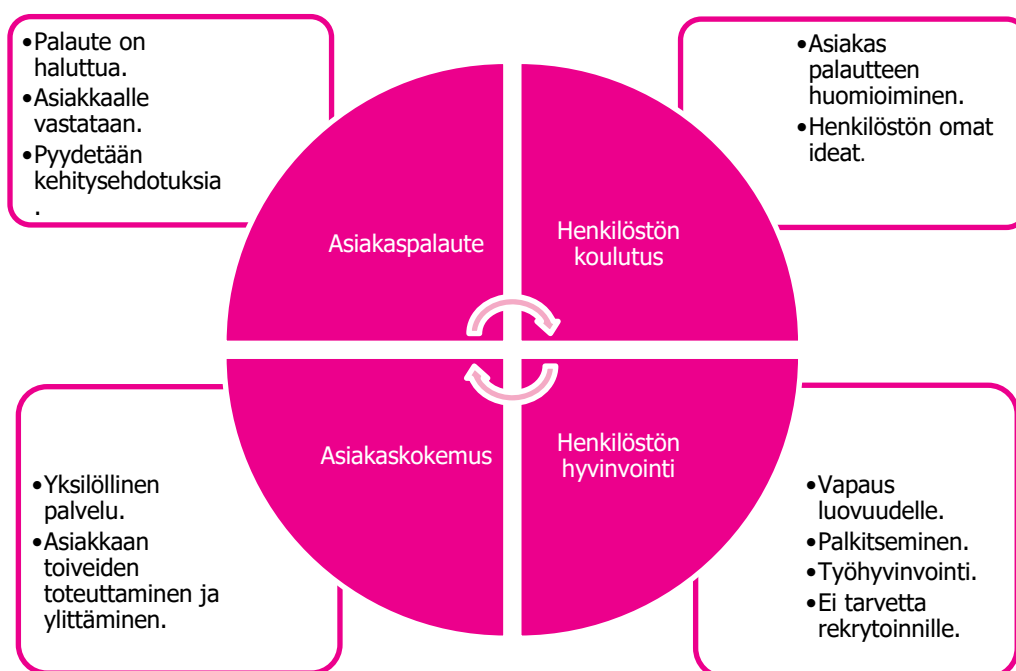 •Palaute on
haluttua.
•Asiakkaalle
vastataan.
•Pyydetään
kehitysehdotuksia
.
•Asiakas
palautteen
huomioiminen.
•Henkilöstön omat
ideat.
Asiakaspalaute
Henkilöstön
koulutus
Asiakaskokemus
Henkilöstön
hyvinvointi
•Yksilöllinen
palvelu.
•Asiakkaan
toiveiden
toteuttaminen ja
ylittäminen.
•Vapaus
luovuudelle.
•Palkitseminen.
•Työhyvinvointi.
•Ei tarvetta
rekrytoinnille.